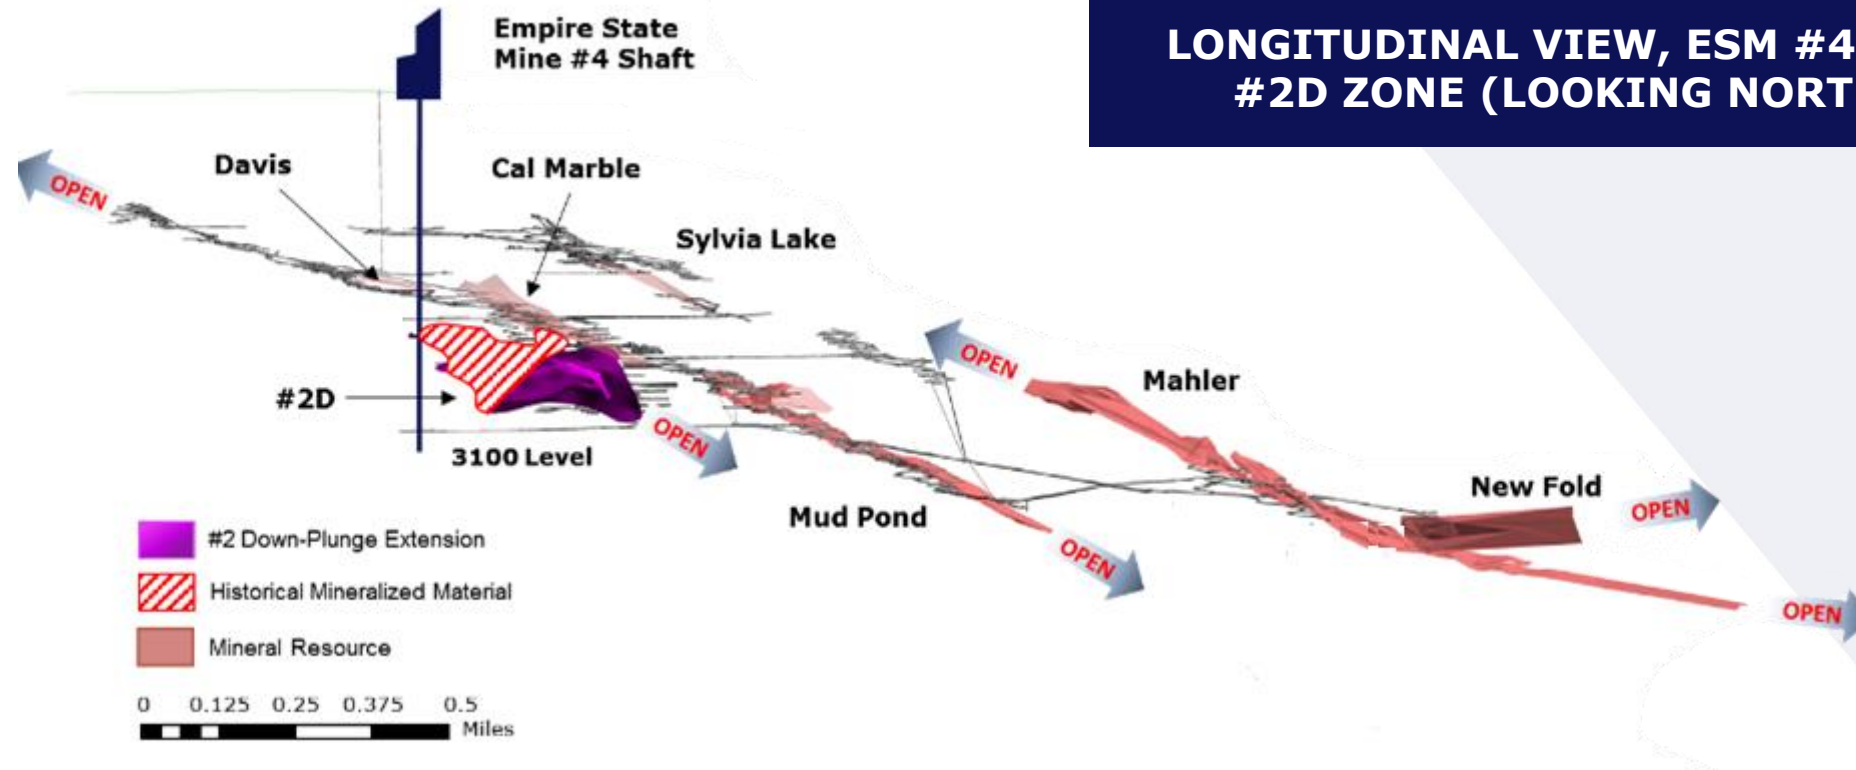 LONGITUDINAL VIEW, ESM #4
#2D ZONE (LOOKING NORT
Empire State
Mine #4 Shaft
OPEN
Davis
Cal Marble
Sylvia Lake
OPEN
Mahler
#2D
OPEN
3100 Level
New Fold
OPEN
Mud Pond
OPEN
OPEN
#2 Down-Plunge Extension
Historical Mineralized Material
Mineral Resource
0 0.125 0.25 0.375 0.5
Miles